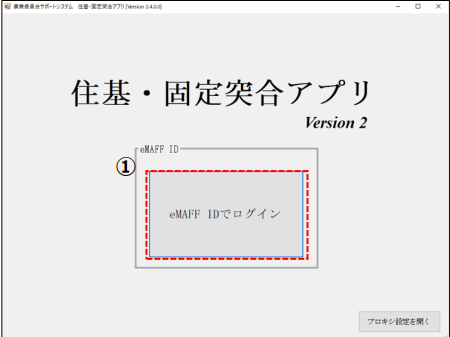 農業委員会サポートシステム 住基・固定突合アプリ [Version 2.4.0.0]
住基・固定突合アプリ
Version 2
eMAFF ID
①
eMAFF IDでログイン
プロキシ設定を開く